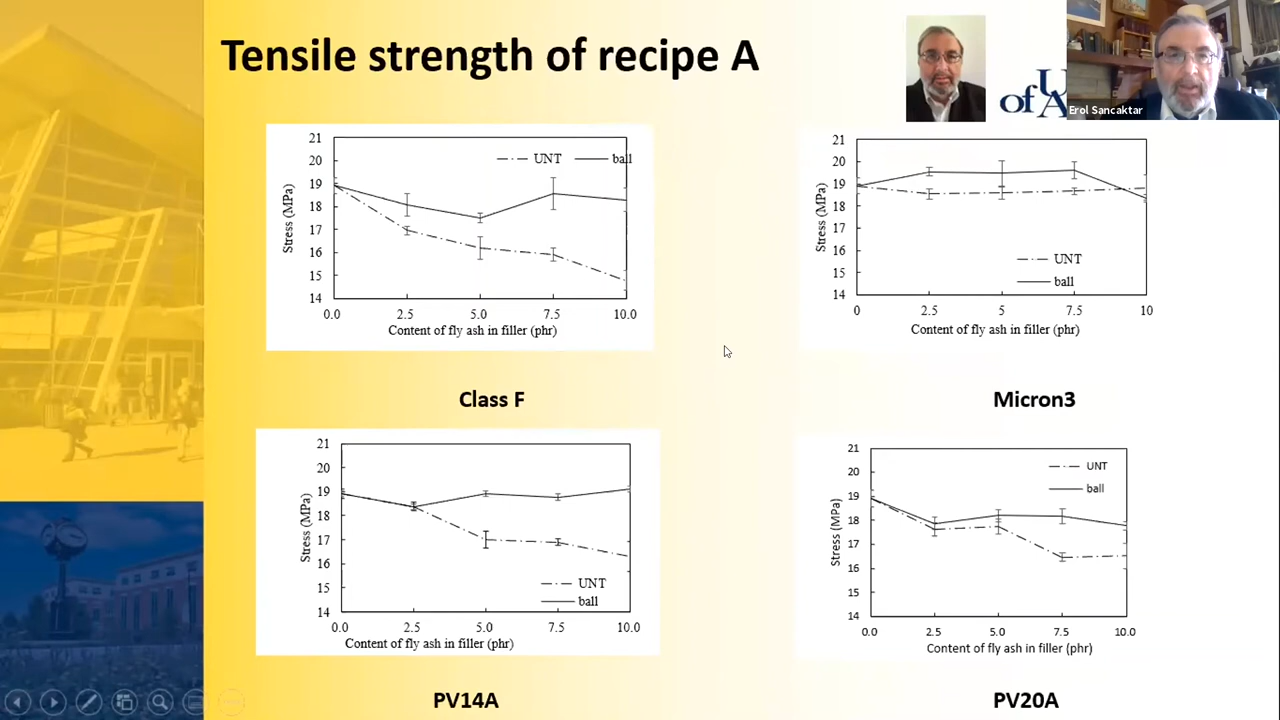 Tensile strength of recipe A
U
of A
Erol Sancaktar
21
20
19
18
17
16
15
14
Stress (MPa)
UNT
ball
0.0 2.5 5.0 7.5 10.0
Content of fly ash in filler (phr)
Class F
21
20
19
18
17
16
15
14
Stress (MPa)
UNT
ball
0 2.5 5 7.5 10
Content of fly ash in filler (phr)
Micron3
21
20
19
18
17
16
15
14
Stress (MPa)
UNT
ball
0.0 2.5 5.0 7.5 10.0
Content of fly ash in filler (phr)
PV14A
21
20
19
18
17
16
15
14
Stress (MPa)
UNT
ball
0.0 2.5 5.0 7.5 10.0
Content of fly ash in filler (phr)
PV20A